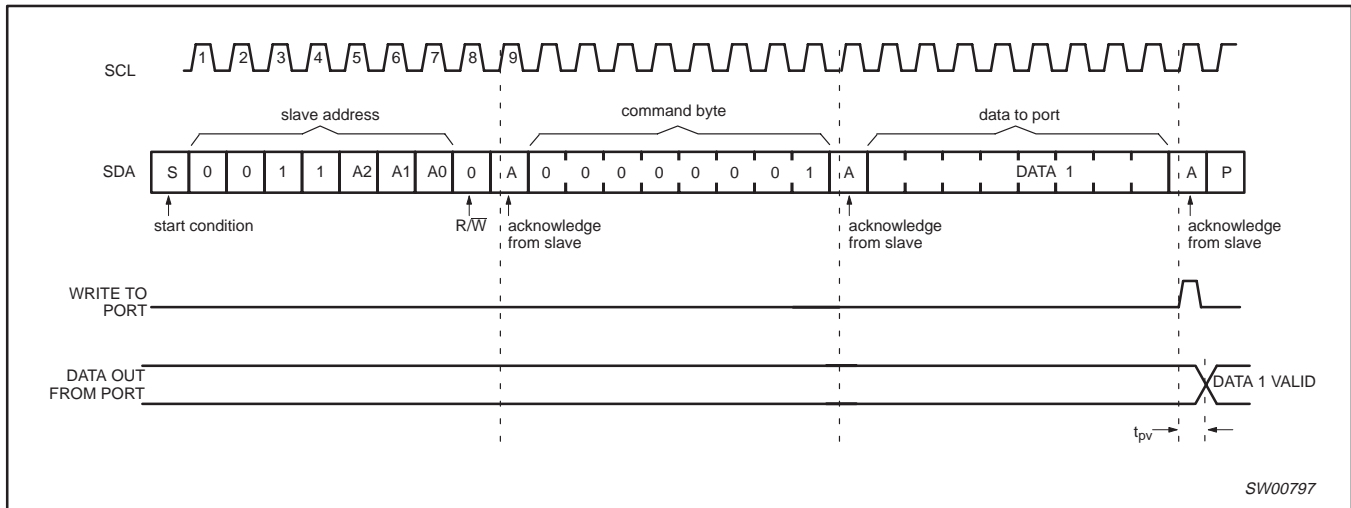 SCL 1 2 3 4 5 6 7 8 9
slave address command byte data to port
SDA S 0 0 1 1 A2 A1 A0 0 A 0 0 0 0 0 0 0 1 A DATA 1 A P
start condition R/W̅ acknowledge from slave acknowledge from slave acknowledge from slave
WRITE TO
PORT
DATA OUT
FROM PORT
DATA 1 VALID
tpv
SW00797